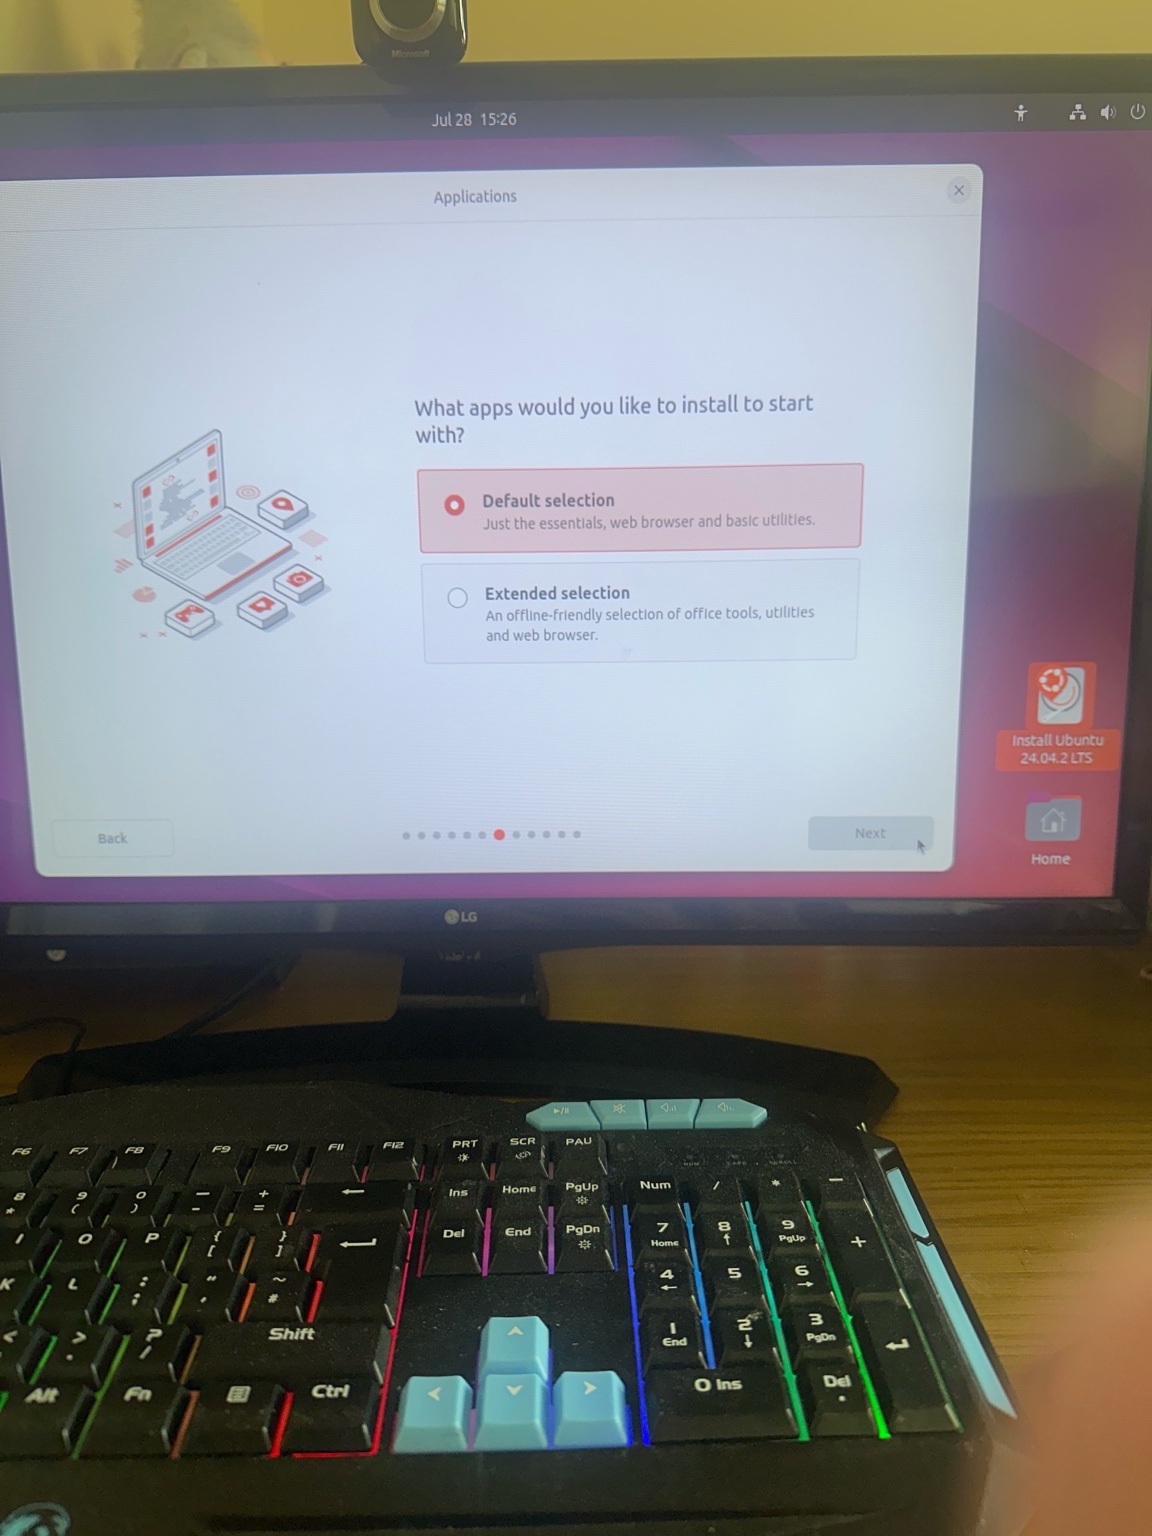 Microsoft
Jul 28 15:26
Applications
What apps would you like to install to start
with?
Default selection
Just the essentials, web browser and basic utilities.
Extended selection
An offline-friendly selection of office tools, utilities
and web browser.
Install Ubuntu
24.04.2 LTS
Back
Next
Home
LG
F6 F7 F8 F9 F10 F11 F12 PRT SCR PAU
8 * 9 ( 0 ) — - + =
Ins Home PgUp Num / * −
I O P { [ } ]
Del End PgDn 7 Home 8 9 PgUp +
K L : ; " ' ~ #
4 5 6
< > . ? / Shift
1 End 2 3 PgDn
Alt Fn Ctrl
0 Ins Del .